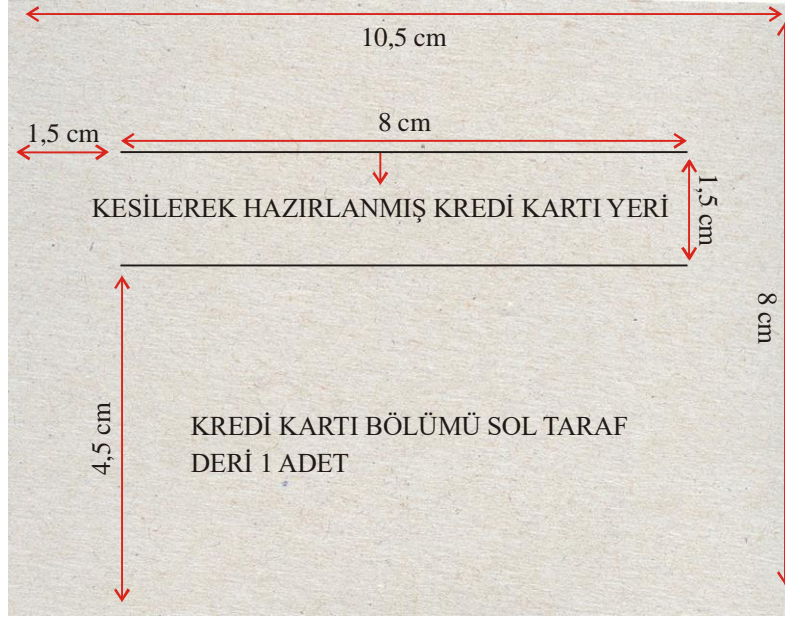 10,5 cm
1,5 cm
8 cm
KESİLEREK HAZIRLANMIŞ KREDİ KARTI YERİ
1,5 cm
8 cm
4,5 cm
KREDİ KARTI BÖLÜMÜ SOL TARAF
DERİ 1 ADET